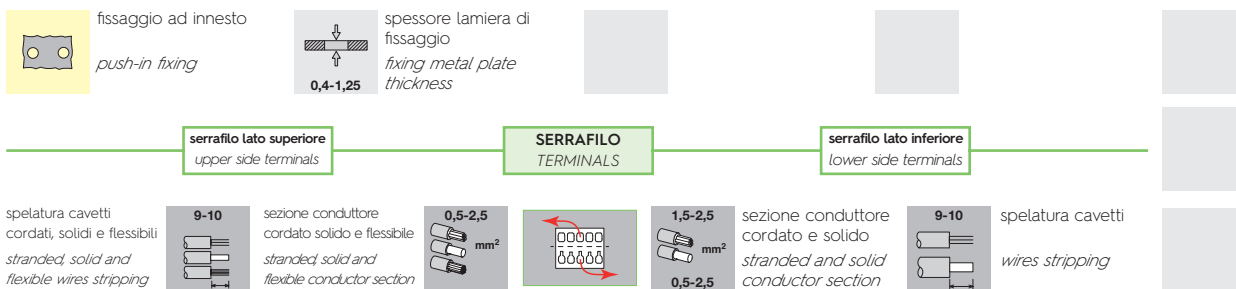 fissaggio ad innesto
push-in fixing
0,4-1,25
spessore lamiera di
fissaggio
fixing metal plate
thickness
serrafilo lato superiore
upper side terminals
SERRAFILO
TERMINALS
serrafilo lato inferiore
lower side terminals
spelatura cavetti
cordati, solidi e flessibili
stranded, solid and
flexible wires stripping
9-10
sezione conduttore
cordato solido e flessibile
stranded, solid and
flexible conductor section
0,5-2,5
mm²
1,5-2,5
mm²
0,5-2,5
sezione conduttore
cordato e solido
stranded and solid
conductor section
9-10
spelatura cavetti
wires stripping